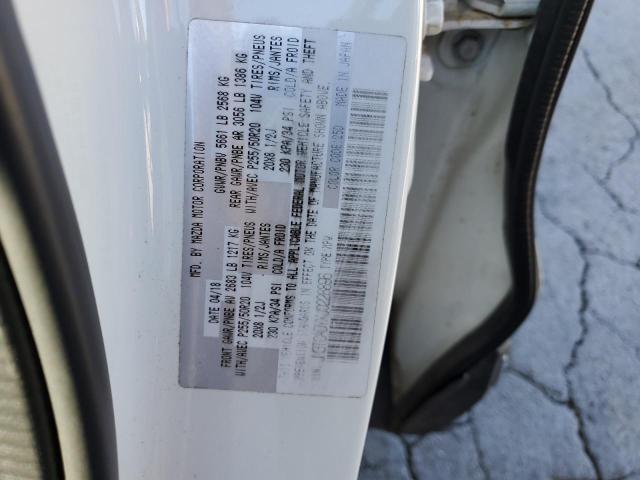 MFD. BY MAZDA MOTOR CORPORATION
04/18 GVWR/PNBV 5661 LB 2568 KG
FRONT GAWR/PNBE AV 2683 LB 1217 KG REAR GAWR/PNBE AR 3056 LB 1386 KG
WITH/AVEC P255/50R20 104V TIRES/PNEUS WITH/AVEC P255/50R20 104V TIRES/PNEUS
20X8 1/2J RIMS/JANTES 20X8 1/2J RIMS/JANTES
230 KPA/34 PSI COLD/A FROID 230 KPA/34 PSI COLD/A FROID
THIS VEHICLE CONFORMS TO ALL APPLICABLE FEDERAL MOTOR VEHICLE SAFETY AND THEFT
PREVENTION STANDARDS IN EFFECT ON THE DATE OF MANUFACTURE SHOWN ABOVE.
TYPE:MPV
COLOR CODE: MADE IN JAPAN